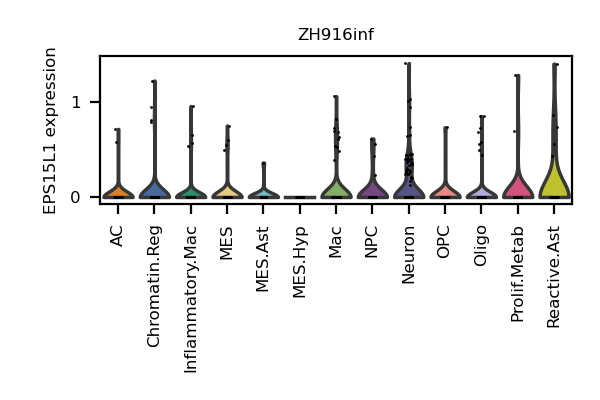 ZH916inf
EPS15L1 expression
1
0
AC
Chromatin.Reg
Inflammatory.Mac
MES
MES.Ast
MES.Hyp
Mac
NPC
Neuron
OPC
Oligo
Prolif.Metab
Reactive.Ast